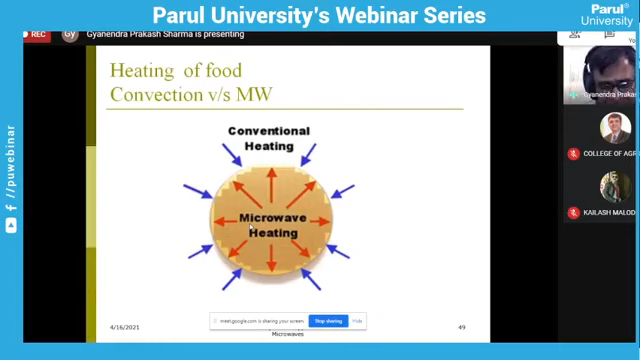 Parul University's Webinar Series
Parul®
University
REC
Gy
Gyanendra Prakash Sharma is presenting
Yo
Heating of food
Convection v/s MW
Conventional
Heating
Microwave
Heating
Gyanendra Prakas
COLLEGE OF AGR
KAILASH MALOD
/puwebinar
meet.google.com is sharing your screen.
Stop sharing
Hide
4/16/2021
Microwaves
49